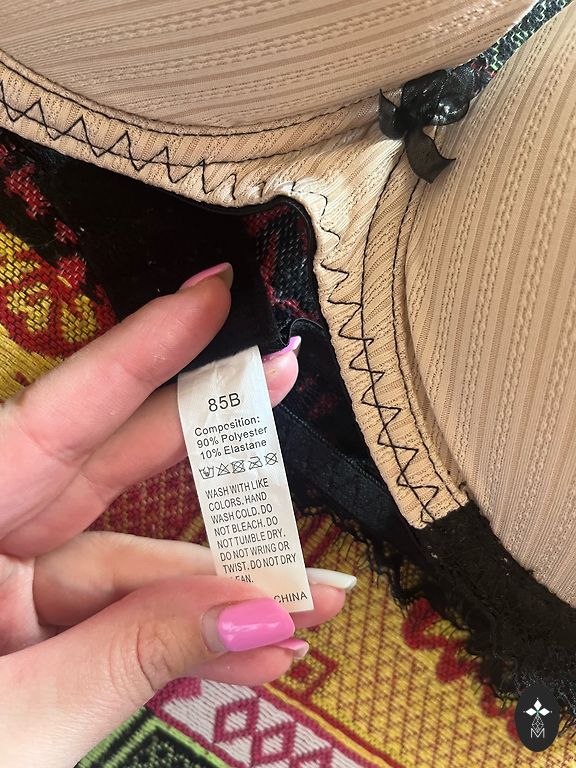 85B
Composition:
90% Polyester
10% Elastane
WASH WITH LIKE
COLORS. HAND
WASH COLD. DO
NOT BLEACH. DO
NOT TUMBLE DRY.
DO NOT WRING OR
TWIST. DO NOT DRY
CHINA